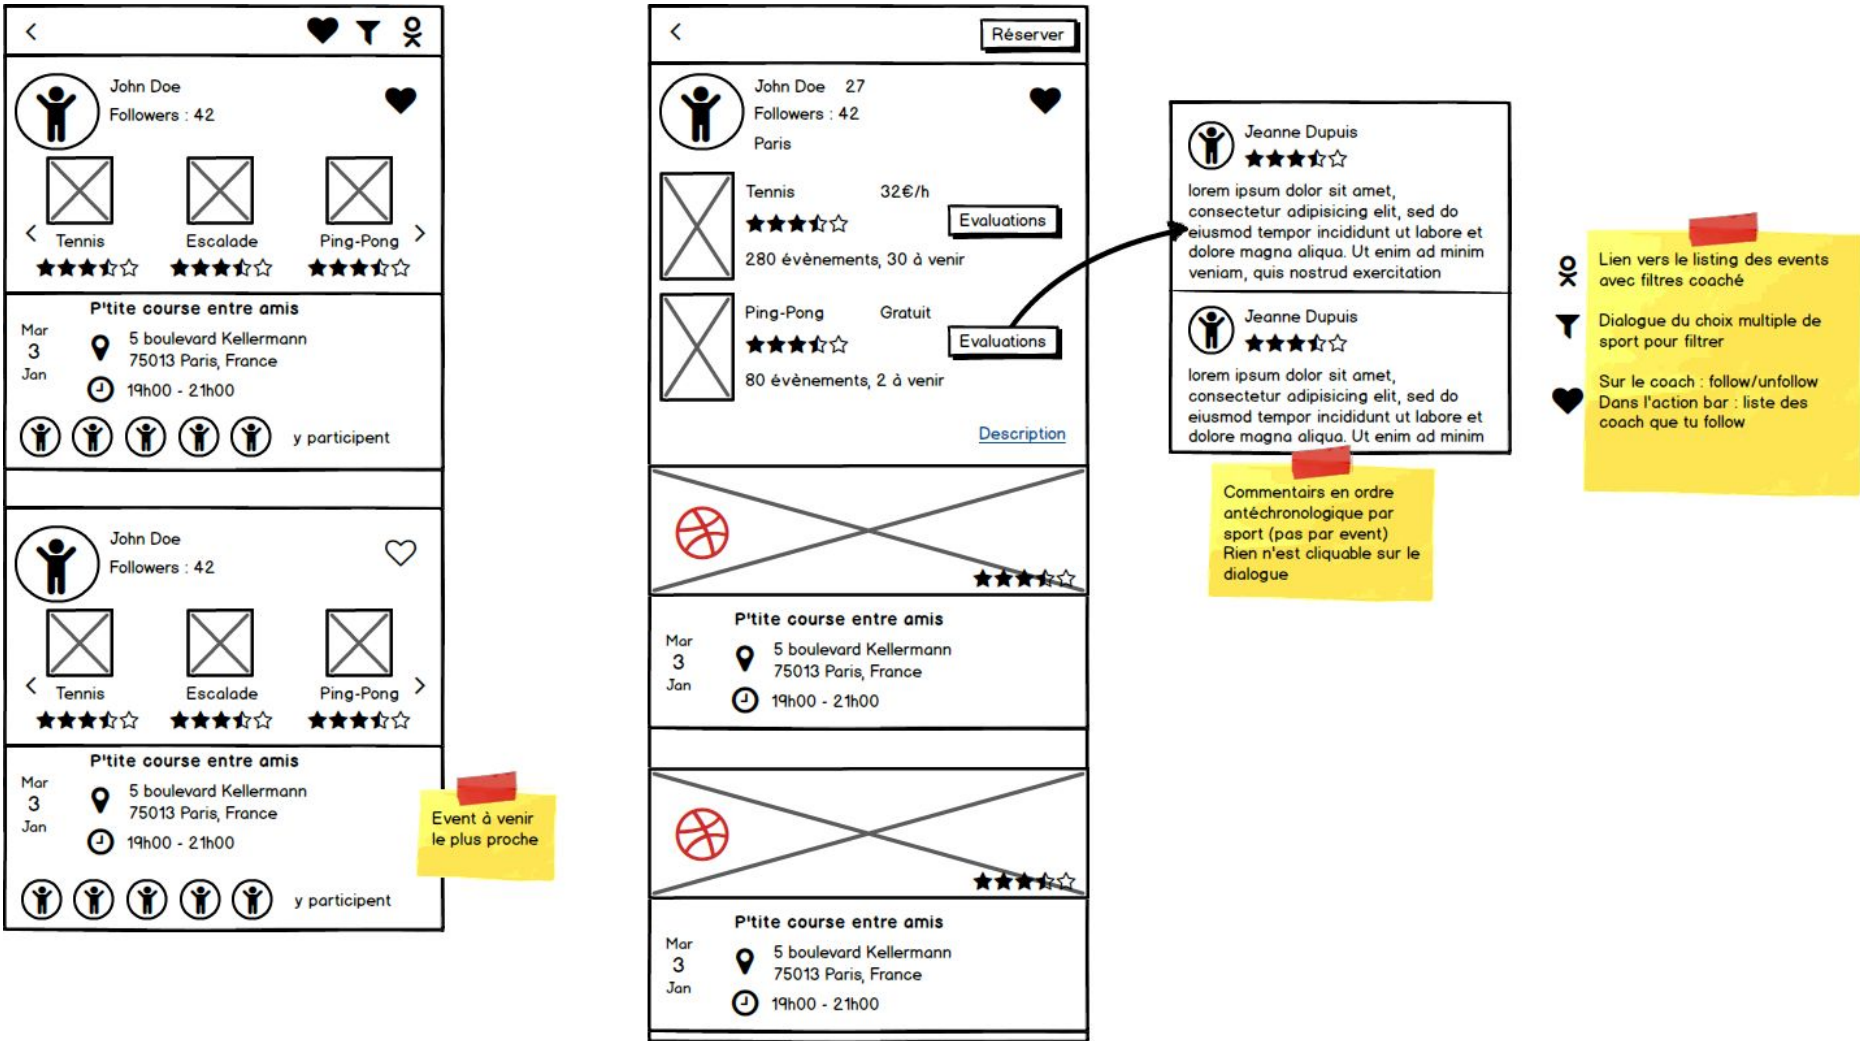 John Doe
Followers : 42
Tennis
Escalade
Ping-Pong
P'tite course entre amis
Mar
3
Jan
5 boulevard Kellermann
75013 Paris, France
19h00 - 21h00
y participent
John Doe
Followers : 42
Tennis
Escalade
Ping-Pong
P'tite course entre amis
Mar
3
Jan
5 boulevard Kellermann
75013 Paris, France
19h00 - 21h00
y participent
Event à venir
le plus proche
Réserver
John Doe 27
Followers : 42
Paris
Tennis 32€/h
Evaluations
280 évènements, 30 à venir
Ping-Pong Gratuit
Evaluations
80 évènements, 2 à venir
Description
P'tite course entre amis
Mar
3
Jan
5 boulevard Kellermann
75013 Paris, France
19h00 - 21h00
P'tite course entre amis
Mar
3
Jan
5 boulevard Kellermann
75013 Paris, France
19h00 - 21h00
Jeanne Dupuis
lorem ipsum dolor sit amet,
consectetur adipisicing elit, sed do
eiusmod tempor incididunt ut labore et
dolore magna aliqua. Ut enim ad minim
veniam, quis nostrud exercitation
Jeanne Dupuis
lorem ipsum dolor sit amet,
consectetur adipisicing elit, sed do
eiusmod tempor incididunt ut labore et
dolore magna aliqua. Ut enim ad minim
Commentairs en ordre
antéchronologique par
sport (pas par event)
Rien n'est cliquable sur le
dialogue
Lien vers le listing des events
avec filtres coaché
Dialogue du choix multiple de
sport pour filtrer
Sur le coach : follow/unfollow
Dans l'action bar : liste des
coach que tu follow